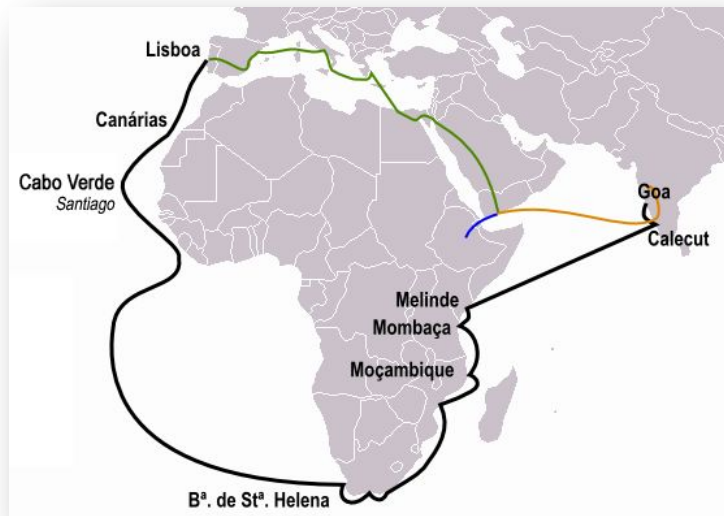 Lisboa
Canárias
Cabo Verde
Santiago
Goa
Calecut
Melinde
Mombaça
Moçambique
Bª. de Stª. Helena